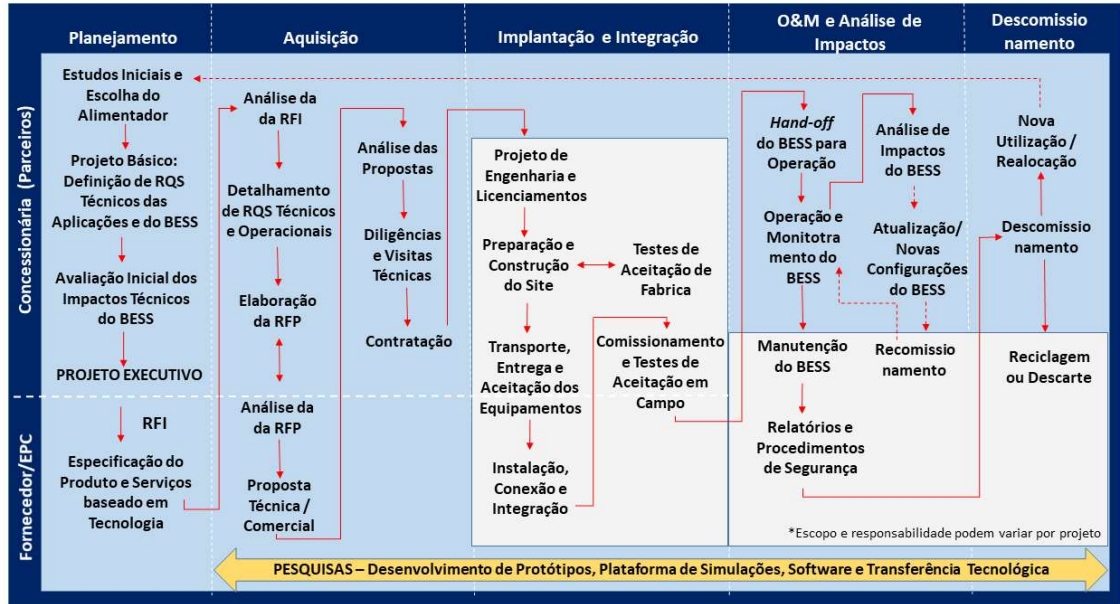 Planejamento
Aquisição
Implantação e Integração
O&M e Análise de
Impactos
Descomissio
namento
Concessionária (Parceiros)
Fornecedor/EPC
Estudos Iniciais e
Escolha do
Alimentador
Projeto Básico:
Definição de RQS
Técnicos das
Aplicações e do BESS
Avaliação Inicial dos
Impactos Técnicos
do BESS
PROJETO EXECUTIVO
RFI
Especificação do
Produto e Serviços
baseado em
Tecnologia
Análise da
da RFI
Detalhamento
de RQS Técnicos
e Operacionais
Elaboração
da RFP
Análise da
da RFP
Proposta
Técnica /
Comercial
Análise das
Propostas
Diligências
e Visitas
Técnicas
Contratação
Projeto de
Engenharia e
Licenciamentos
Preparação e
Construção
do Site
Transporte,
Entrega e
Aceitação dos
Equipamentos
Instalação,
Conexão e
Integração
Testes de
Aceitação de
Fabrica
Comissionamento
e Testes de
Aceitação em
Campo
Hand-off
do BESS para
Operação
Operação e
Monitotra
mento do
BESS
Manutenção
do BESS
Relatórios e
Procedimentos
de Segurança
Análise de
Impactos
do BESS
Atualização/
Novas
Configurações
do BESS
Recomissio
namento
Nova
Utilização /
Realocação
Descomissio
namento
Reciclagem
ou Descarte
*Escopo e responsabilidade podem variar por projeto
PESQUISAS – Desenvolvimento de Protótipos, Plataforma de Simulações, Software e Transferência Tecnológica